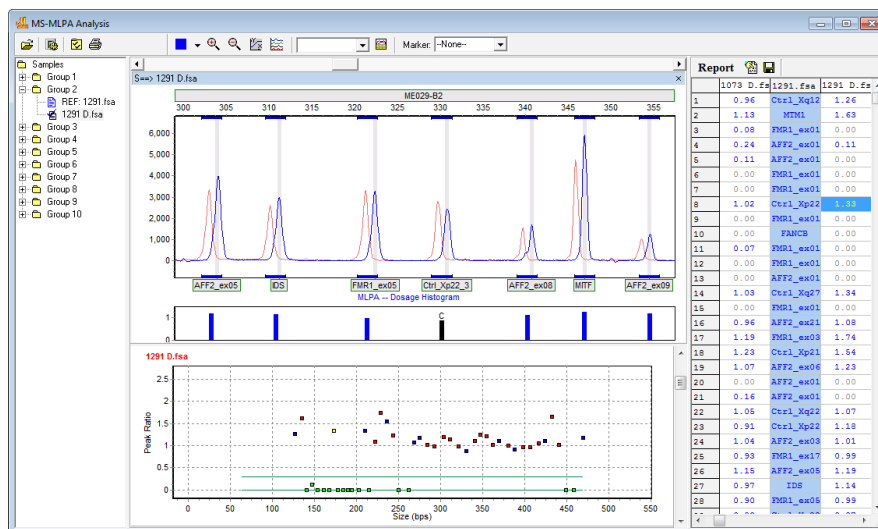 MS-MLPA Analysis
Marker: --None--
Samples
Group 1
Group 2
REF: 1291.fsa
1291 D.fsa
Group 3
Group 4
Group 5
Group 6
Group 7
Group 8
Group 9
Group 10
S==> 1291 D.fsa
ME029-B2
300 305 310 315 320 325 330 335 340 345 350 355
6,000
5,000
4,000
3,000
2,000
1,000
0
AFF2_ex05 IDS FMR1_ex05 Ctrl_Xp22_3 AFF2_ex08 MITF AFF2_ex09
MLPA -- Dosage Histogram
C
1
0
1291 D.fsa
Peak Ratio
2.5
2
1.5
1
0.5
0
0 50 100 150 200 250 300 350 400 450 500 550
Size (bps)
Report
1073 D.fs 1291.fsa 1291 D.fs
1 0.96 Ctrl_Xq12 1.26
2 1.13 MTM1 1.63
3 0.08 FMR1_ex01 0.00
4 0.24 AFF2_ex01 0.11
5 0.11 AFF2_ex01 0.00
6 0.00 FMR1_ex01 0.00
7 0.00 FMR1_ex01 0.00
8 1.02 Ctrl_Xp22 1.33
9 0.00 FMR1_ex01 0.00
10 0.00 FANCB 0.00
11 0.07 FMR1_ex01 0.00
12 0.00 FMR1_ex01 0.00
13 0.00 AFF2_ex01 0.00
14 1.03 Ctrl_Xq27 1.34
15 0.00 FMR1_ex01 0.00
16 0.96 AFF2_ex21 1.08
17 1.19 FMR1_ex03 1.74
18 1.23 Ctrl_Xp21 1.54
19 1.07 AFF2_ex06 1.23
20 0.00 AFF2_ex01 0.00
21 0.16 AFF2_ex01 0.00
22 1.05 Ctrl_Xq22 1.07
23 0.91 Ctrl_Xp22 1.18
24 1.04 AFF2_ex03 1.01
25 0.93 FMR1_ex17 0.99
26 1.15 AFF2_ex05 1.19
27 0.97 IDS 1.14
28 0.90 FMR1_ex05 0.99